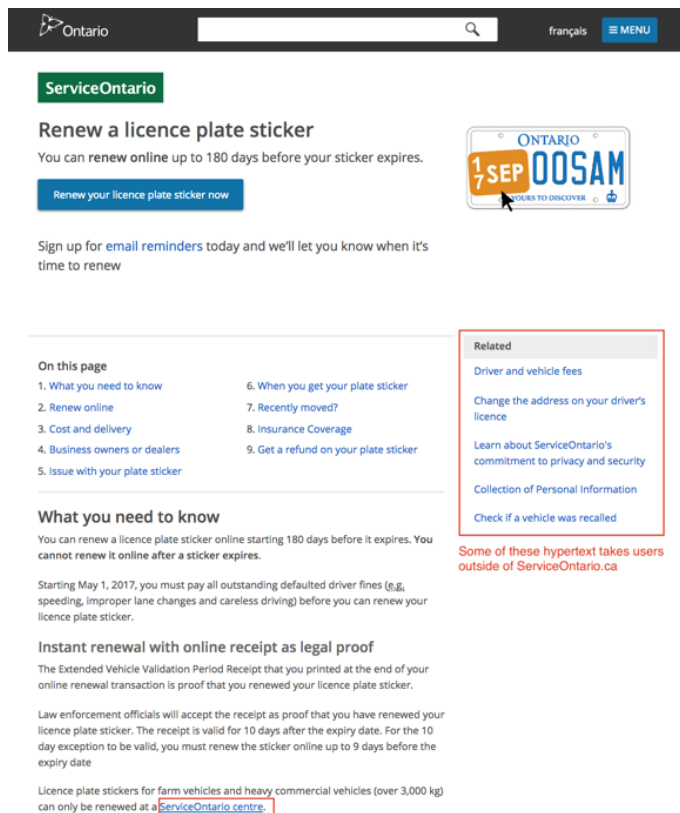 Ontario
français
≡ MENU
ServiceOntario
Renew a licence plate sticker
You can renew online up to 180 days before your sticker expires.
Renew your licence plate sticker now
ONTARIO
17 SEP 00SAM
YOURS TO DISCOVER
Sign up for email reminders today and we'll let you know when it's
time to renew
On this page
1. What you need to know
2. Renew online
3. Cost and delivery
4. Business owners or dealers
5. Issue with your plate sticker
6. When you get your plate sticker
7. Recently moved?
8. Insurance Coverage
9. Get a refund on your plate sticker
Related
Driver and vehicle fees
Change the address on your driver's
licence
Learn about ServiceOntario's
commitment to privacy and security
Collection of Personal Information
Check if a vehicle was recalled
Some of these hypertext takes users
outside of ServiceOntario.ca
What you need to know
You can renew a licence plate sticker online starting 180 days before it expires. You
cannot renew it online after a sticker expires.
Starting May 1, 2017, you must pay all outstanding defaulted driver fines (e.g.
speeding, improper lane changes and careless driving) before you can renew your
licence plate sticker.
Instant renewal with online receipt as legal proof
The Extended Vehicle Validation Period Receipt that you printed at the end of your
online renewal transaction is proof that you renewed your licence plate sticker.
Law enforcement officials will accept the receipt as proof that you have renewed your
licence plate sticker. The receipt is valid for 10 days after the expiry date. For the 10
day exception to be valid, you must renew the sticker online up to 9 days before the
expiry date
Licence plate stickers for farm vehicles and heavy commercial vehicles (over 3,000 kg)
can only be renewed at a ServiceOntario centre.